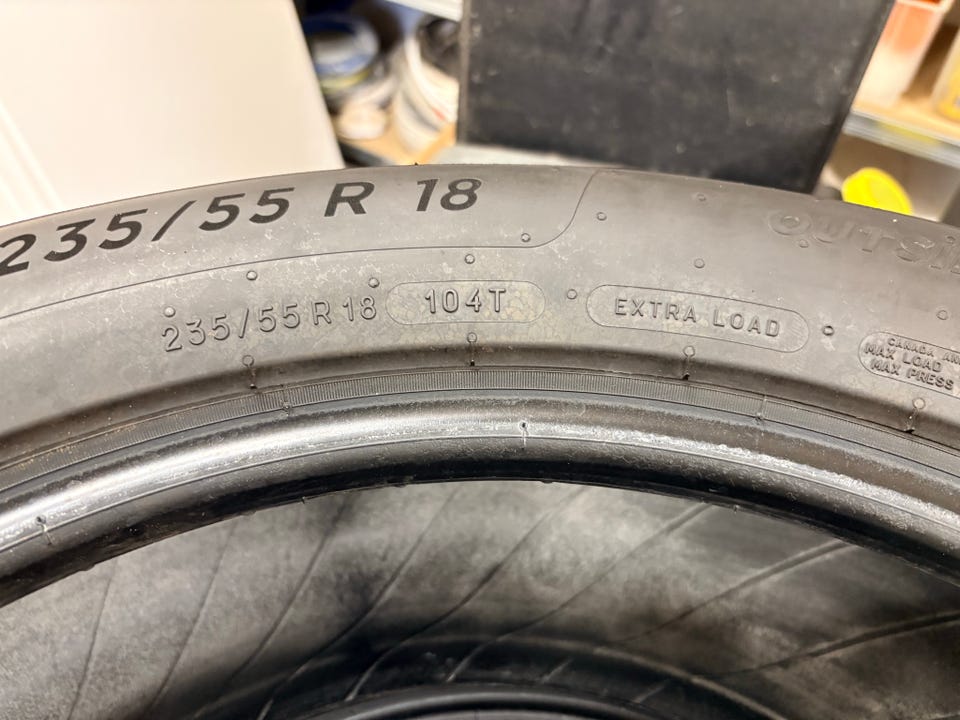 235/55 R 18
235/55 R 18 104T EXTRA LOAD
MAX LOAD
MAX PRESS